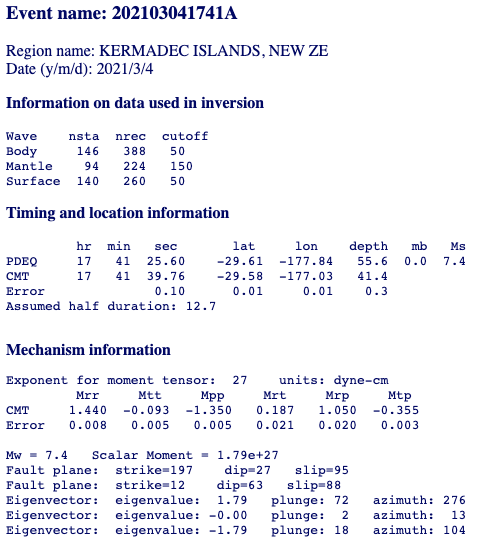 Event name: 202103041741A
Region name: KERMADEC ISLANDS, NEW ZE
Date (y/m/d): 2021/3/4
Information on data used in inversion
Wave nsta nrec cutoff
Body 146 388 50
Mantle 94 224 150
Surface 140 260 50
Timing and location information
hr min sec lat lon depth mb Ms
PDEQ 17 41 25.60 -29.61 -177.84 55.6 0.0 7.4
CMT 17 41 39.76 -29.58 -177.03 41.4
Error 0.10 0.01 0.01 0.3
Assumed half duration: 12.7
Mechanism information
Exponent for moment tensor: 27 units: dyne-cm
Mrr Mtt Mpp Mrt Mrp Mtp
CMT 1.440 -0.093 -1.350 0.187 1.050 -0.355
Error 0.008 0.005 0.005 0.021 0.020 0.003
Mw = 7.4 Scalar Moment = 1.79e+27
Fault plane: strike=197 dip=27 slip=95
Fault plane: strike=12 dip=63 slip=88
Eigenvector: eigenvalue: 1.79 plunge: 72 azimuth: 276
Eigenvector: eigenvalue: -0.00 plunge: 2 azimuth: 13
Eigenvector: eigenvalue: -1.79 plunge: 18 azimuth: 104